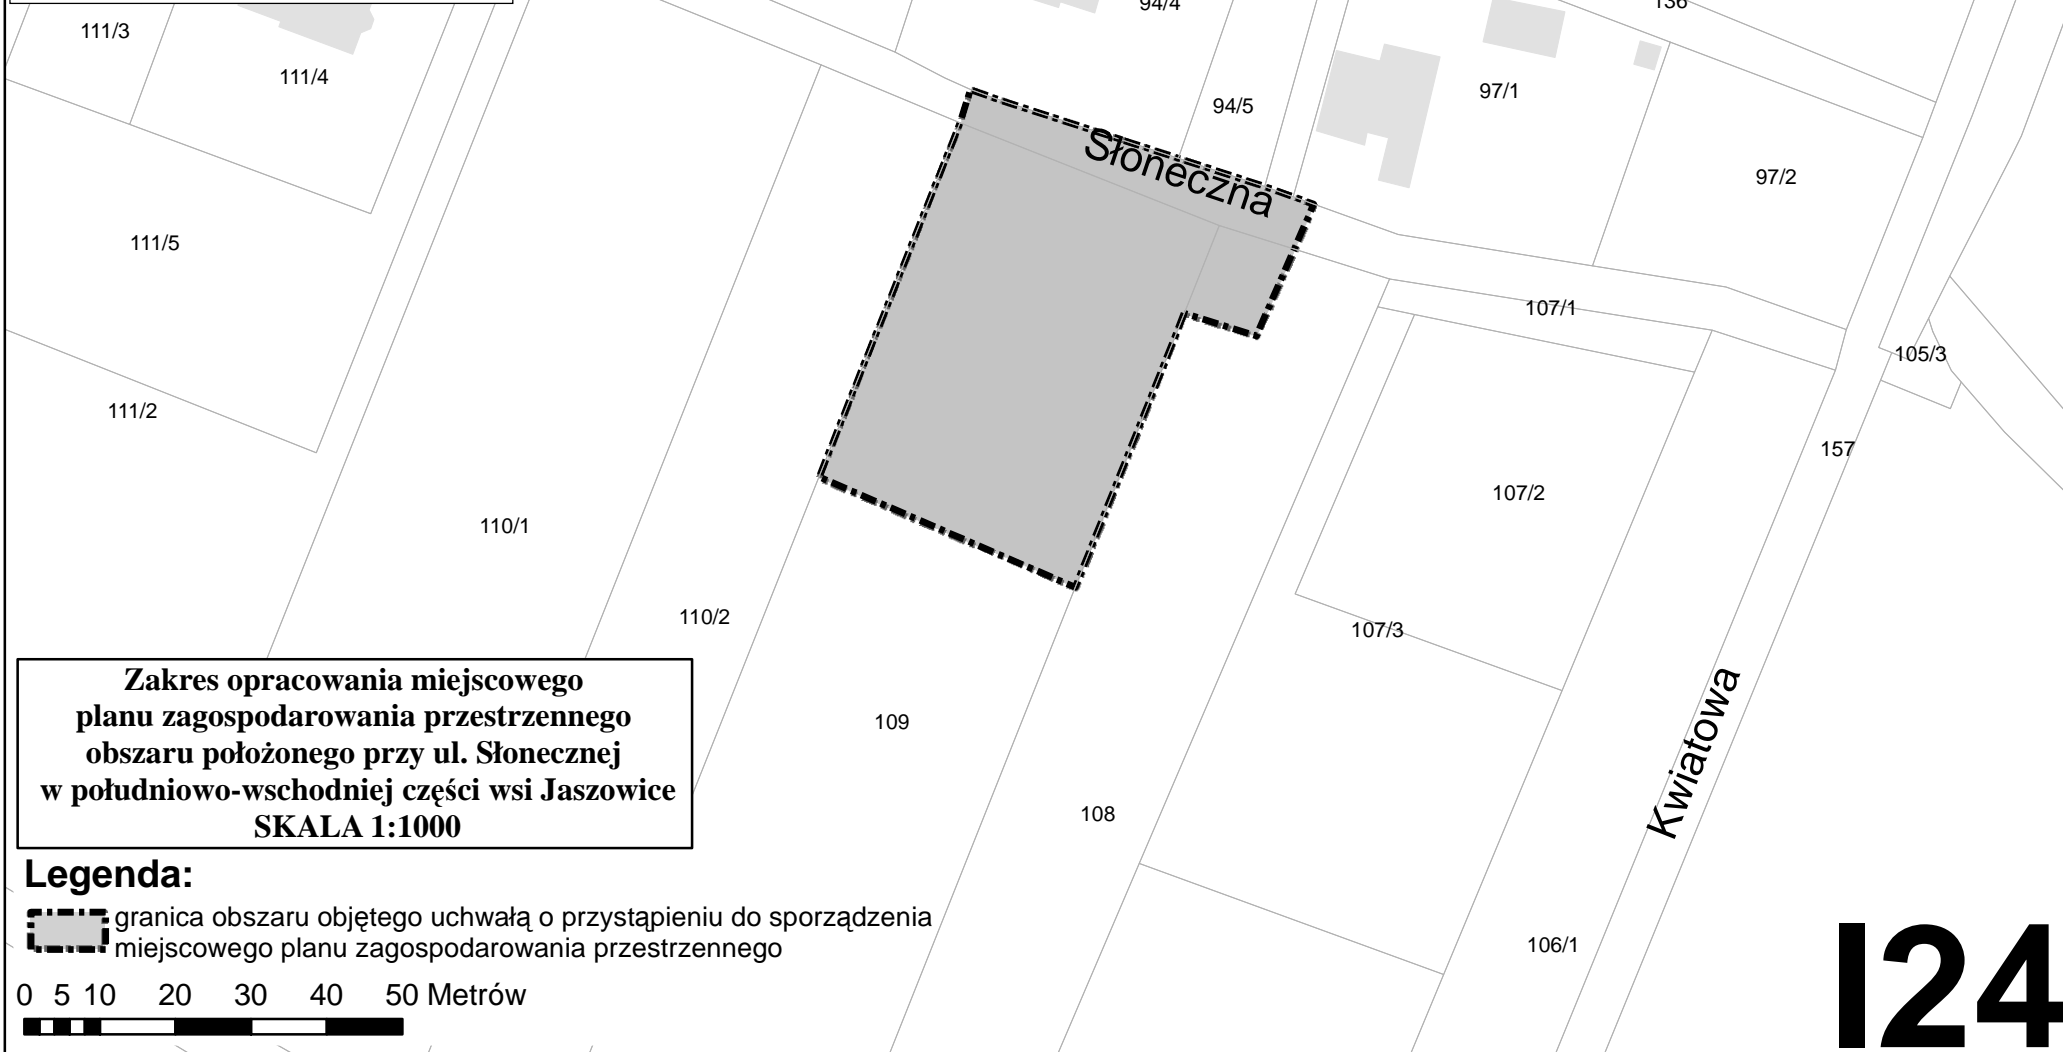 94/4
136
111/3
111/4
97/1
94/5
Słoneczna
97/2
111/5
107/1
105/3
111/2
157
107/2
110/1
110/2
107/3
Zakres opracowania miejscowego
planu zagospodarowania przestrzennego
obszaru położonego przy ul. Słonecznej
w południowo-wschodniej części wsi Jaszowice
SKALA 1:1000
109
Kwiatowa
108
Legenda:
granica obszaru objętego uchwałą o przystąpieniu do sporządzenia
miejscowego planu zagospodarowania przestrzennego
106/1
I24
0 5 10 20 30 40 50 Metrów